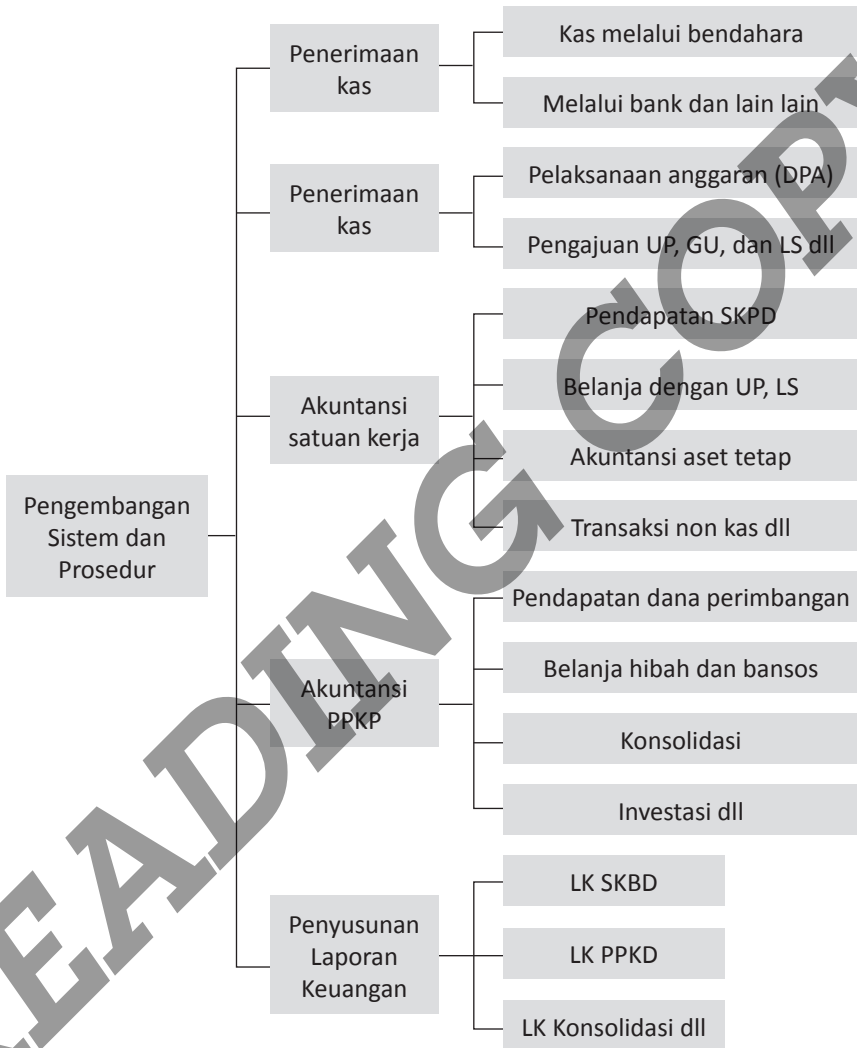 Pengembangan
Sistem dan
Prosedur
Penerimaan
kas
Kas melalui bendahara
Melalui bank dan lain lain
Penerimaan
kas
Pelaksanaan anggaran (DPA)
Pengajuan UP, GU, dan LS dll
Akuntansi
satuan kerja
Pendapatan SKPD
Belanja dengan UP, LS
Akuntansi aset tetap
Transaksi non kas dll
Akuntansi
PPKP
Pendapatan dana perimbangan
Belanja hibah dan bansos
Konsolidasi
Investasi dll
Penyusunan
Laporan
Keuangan
LK SKBD
LK PPKD
LK Konsolidasi dll
EADING COPY